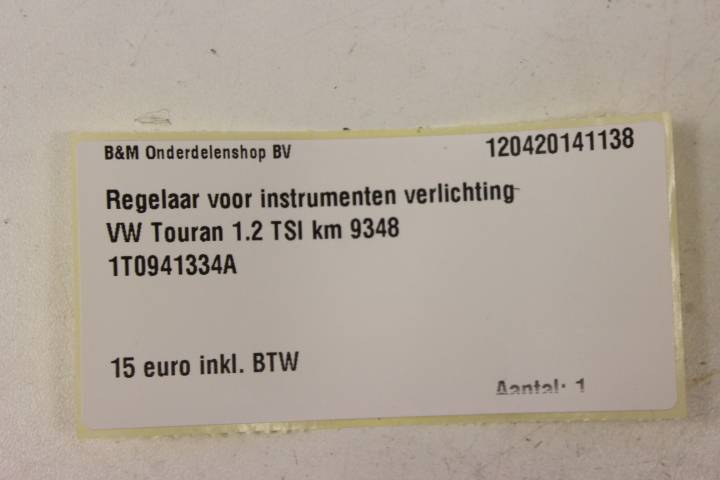 B&M Onderdelenshop BV 120420141138
Regelaar voor instrumenten verlichting
VW Touran 1.2 TSI km 9348
1T0941334A
15 euro inkl. BTW
Aantal: 1